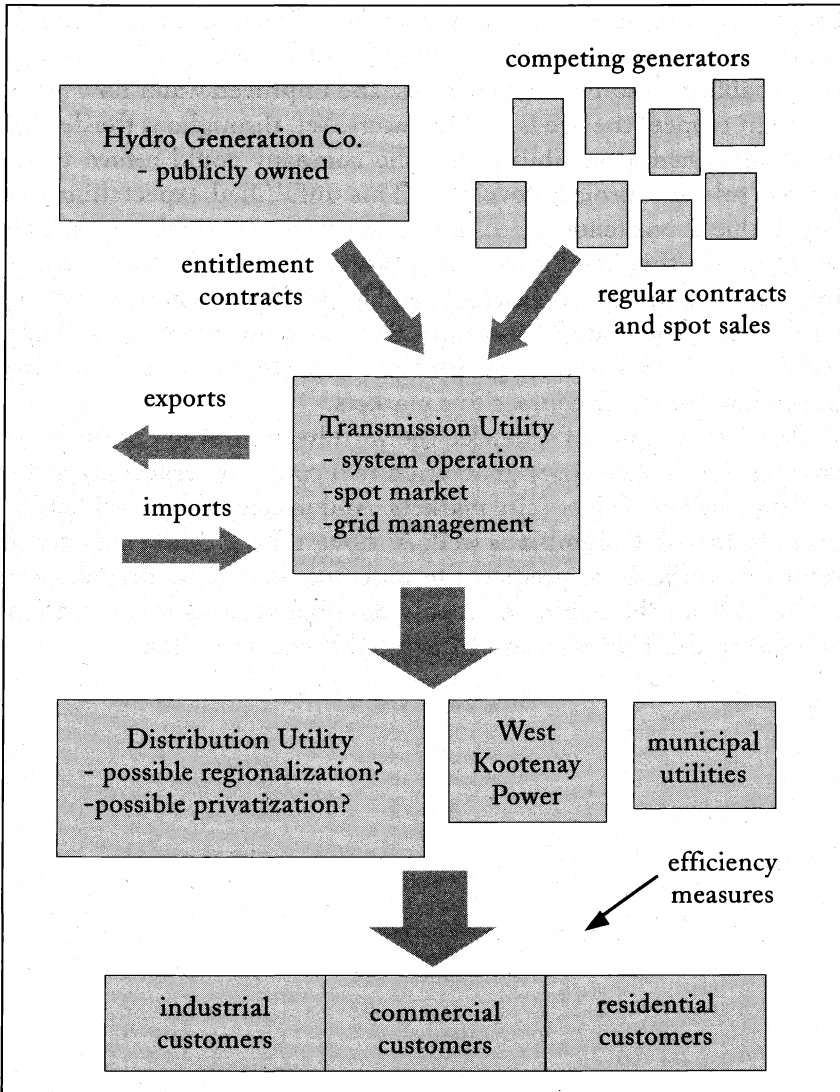 competing generators
Hydro Generation Co.
- publicly owned
entitlement
contracts
regular contracts
and spot sales
exports
imports
Transmission Utility
- system operation
-spot market
-grid management
Distribution Utility
- possible regionalization?
-possible privatization?
West
Kootenay
Power
municipal
utilities
efficiency
measures
industrial
customers
commercial
customers
residential
customers